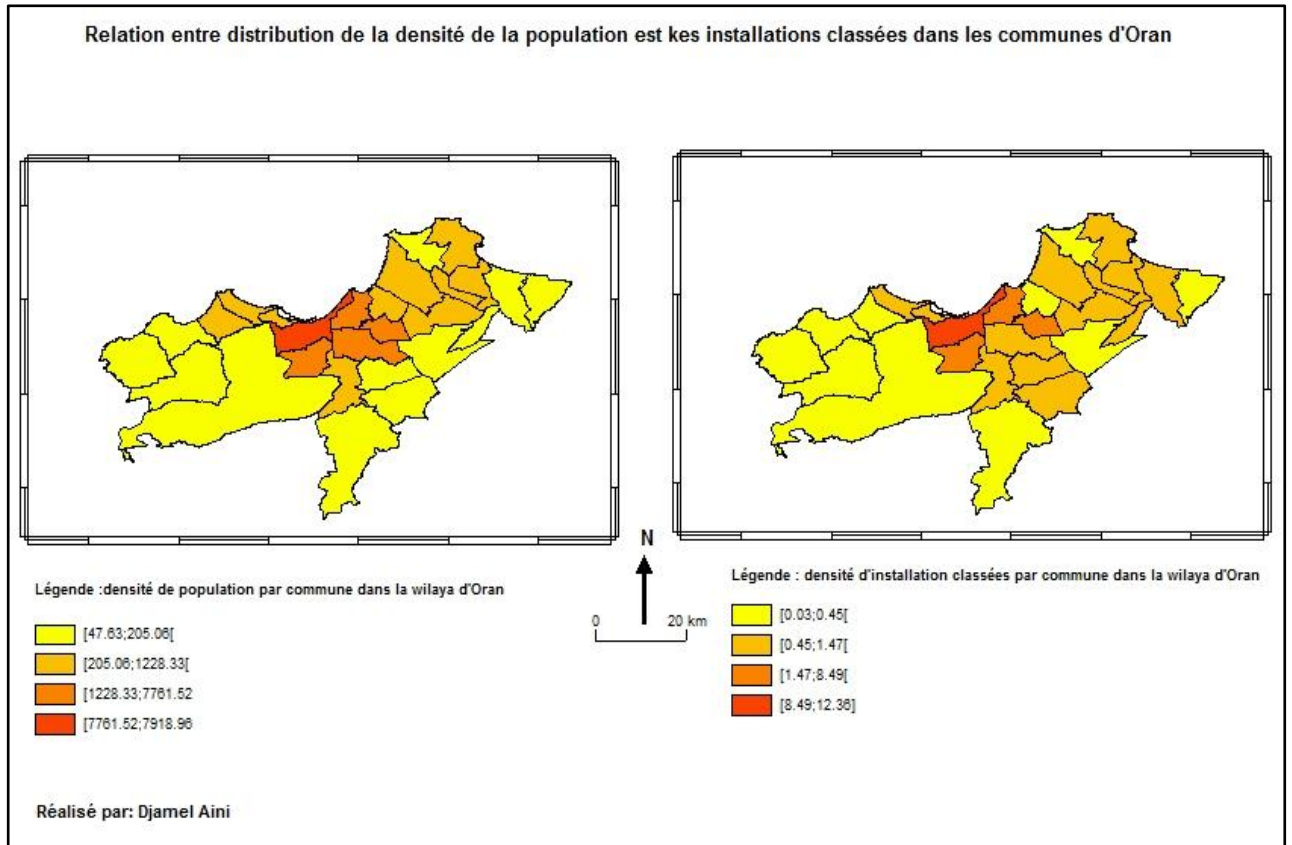 Relation entre distribution de la densité de la population est kes installations classées dans les communes d'Oran
N
0 20 km
Légende :densité de population par commune dans la wilaya d'Oran
[47.63;205.06[
[205.06;1228.33[
[1228.33;7761.52
[7761.52;7918.96
Légende : densité d'installation classées par commune dans la wilaya d'Oran
[0.03;0.45[
[0.45;1.47[
[1.47;8.49[
[8.49;12.36]
Réalisé par: Djamel Aini